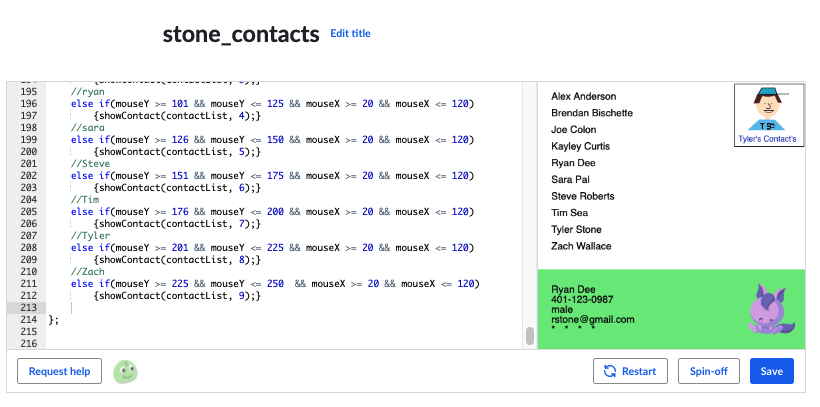 stone_contacts Edit title
195 //ryan
196 else if(mouseY >= 101 && mouseY <= 125 && mouseX >= 20 && mouseX <= 120)
197 {showContact(contactList, 4);}
198 //sara
199 else if(mouseY >= 126 && mouseY <= 150 && mouseX >= 20 && mouseX <= 120)
200 {showContact(contactList, 5);}
201 //Steve
202 else if(mouseY >= 151 && mouseY <= 175 && mouseX >= 20 && mouseX <= 120)
203 {showContact(contactList, 6);}
204 //Tim
205 else if(mouseY >= 176 && mouseY <= 200 && mouseX >= 20 && mouseX <= 120)
206 {showContact(contactList, 7);}
207 //Tyler
208 else if(mouseY >= 201 && mouseY <= 225 && mouseX >= 20 && mouseX <= 120)
209 {showContact(contactList, 8);}
210 //Zach
211 else if(mouseY >= 225 && mouseY <= 250  && mouseX >= 20 && mouseX <= 120)
212 {showContact(contactList, 9);}
213
214 };
215
216
Alex Anderson
Brendan Bischette
Joe Colon
Kayley Curtis
Ryan Dee
Sara Pal
Steve Roberts
Tim Sea
Tyler Stone
Zach Wallace
Tyler's Contact's
Ryan Dee
401-123-0987
male
rstone@gmail.com
* * * *
Request help
Restart
Spin-off
Save